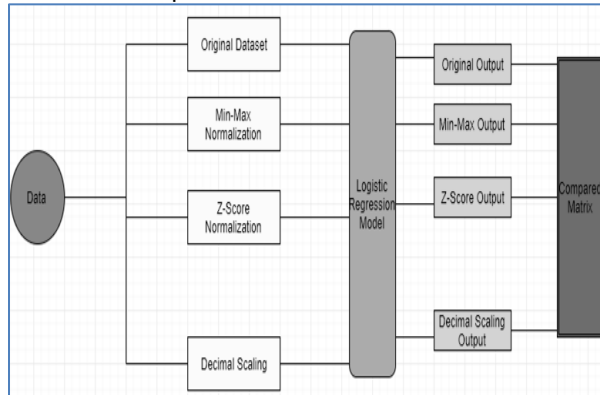 Original Dataset
Original Output
Min-Max
Normalization
Min-Max Output
Data
Logistic
Regression
Model
Z-Score
Normalization
Z-Score Output
Compared
Matrix
Decimal Scaling
Decimal Scaling
Output